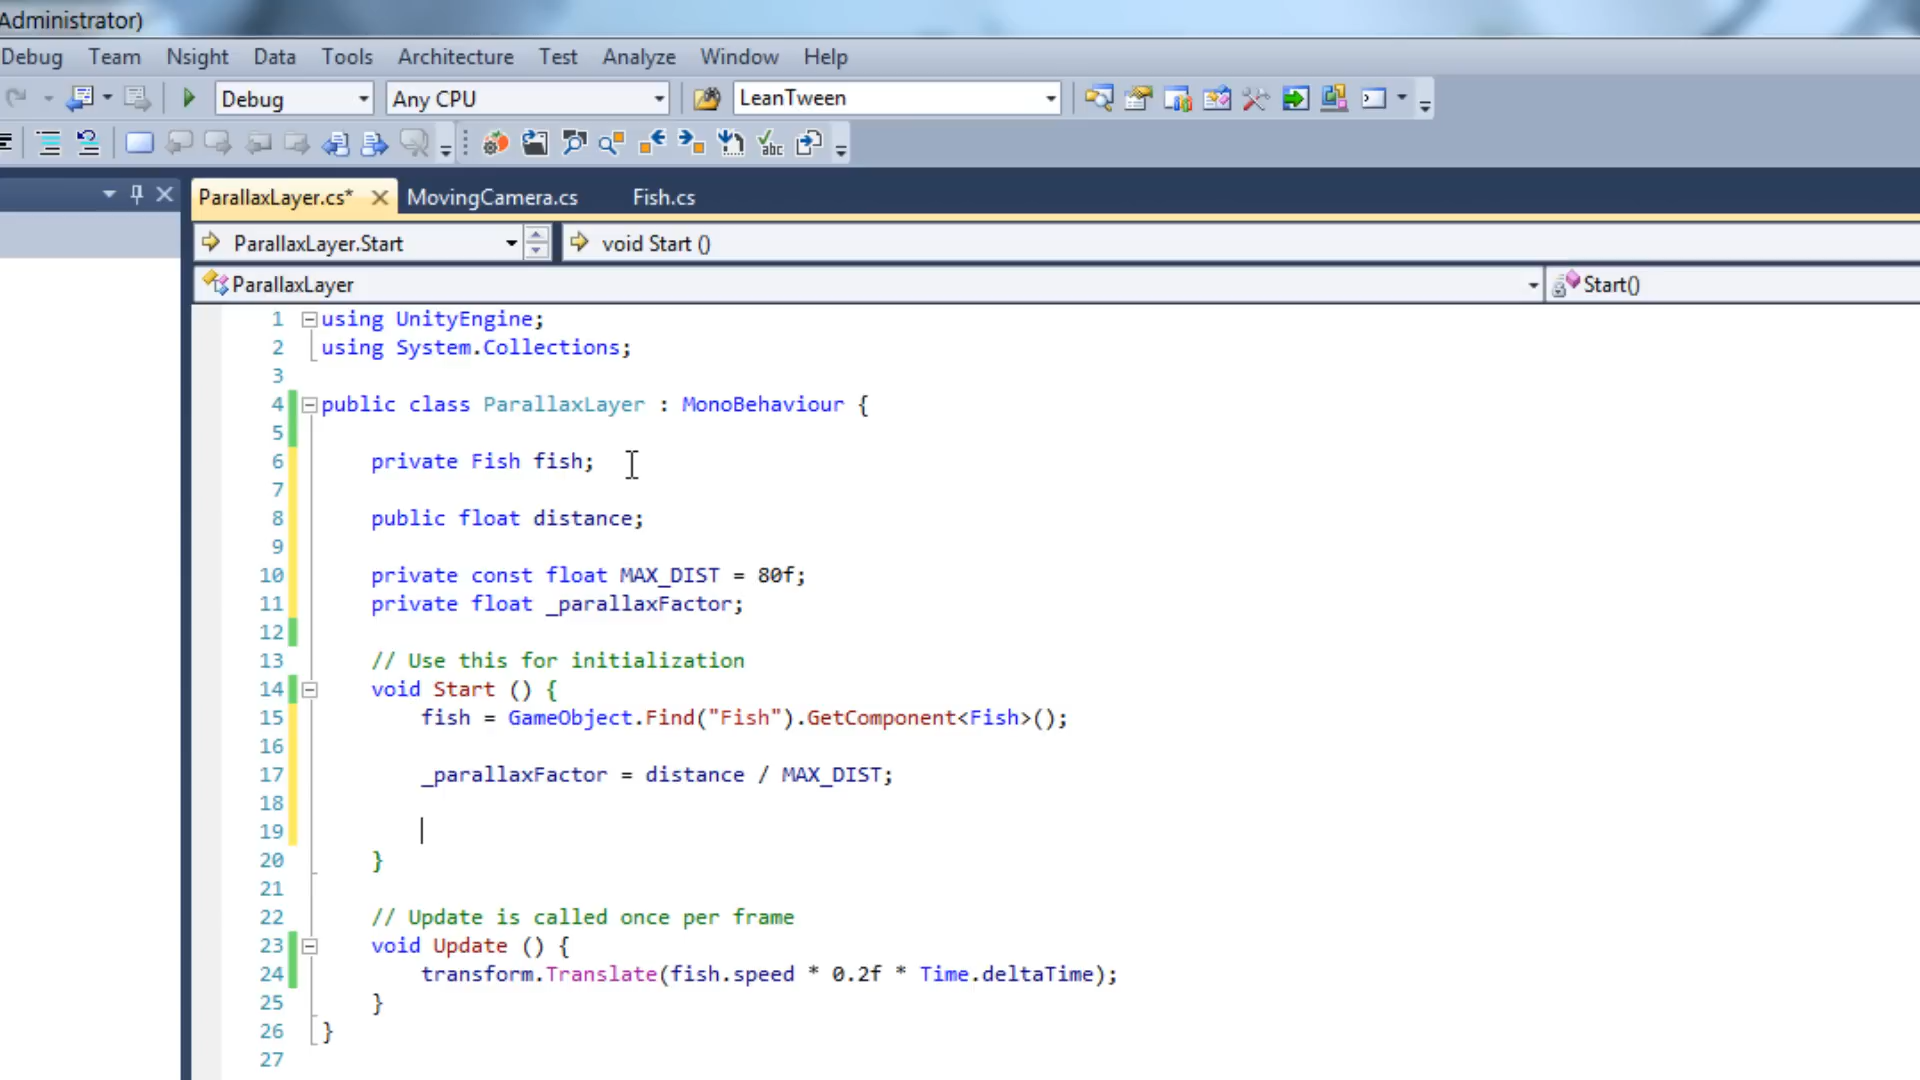 Administrator)
Debug Team Nsight Data Tools Architecture Test Analyze Window Help
Debug Any CPU LeanTween
abc
ParallaxLayer.cs* MovingCamera.cs Fish.cs
ParallaxLayer.Start void Start ()
ParallaxLayer Start()
1 using UnityEngine;
2 using System.Collections;
3
4 public class ParallaxLayer : MonoBehaviour {
5
6 private Fish fish;
7
8 public float distance;
9
10 private const float MAX_DIST = 80f;
11 private float _parallaxFactor;
12
13 // Use this for initialization
14 void Start () {
15 fish = GameObject.Find("Fish").GetComponent<Fish>();
16
17 _parallaxFactor = distance / MAX_DIST;
18
19
20 }
21
22 // Update is called once per frame
23 void Update () {
24 transform.Translate(fish.speed * 0.2f * Time.deltaTime);
25 }
26 }
27